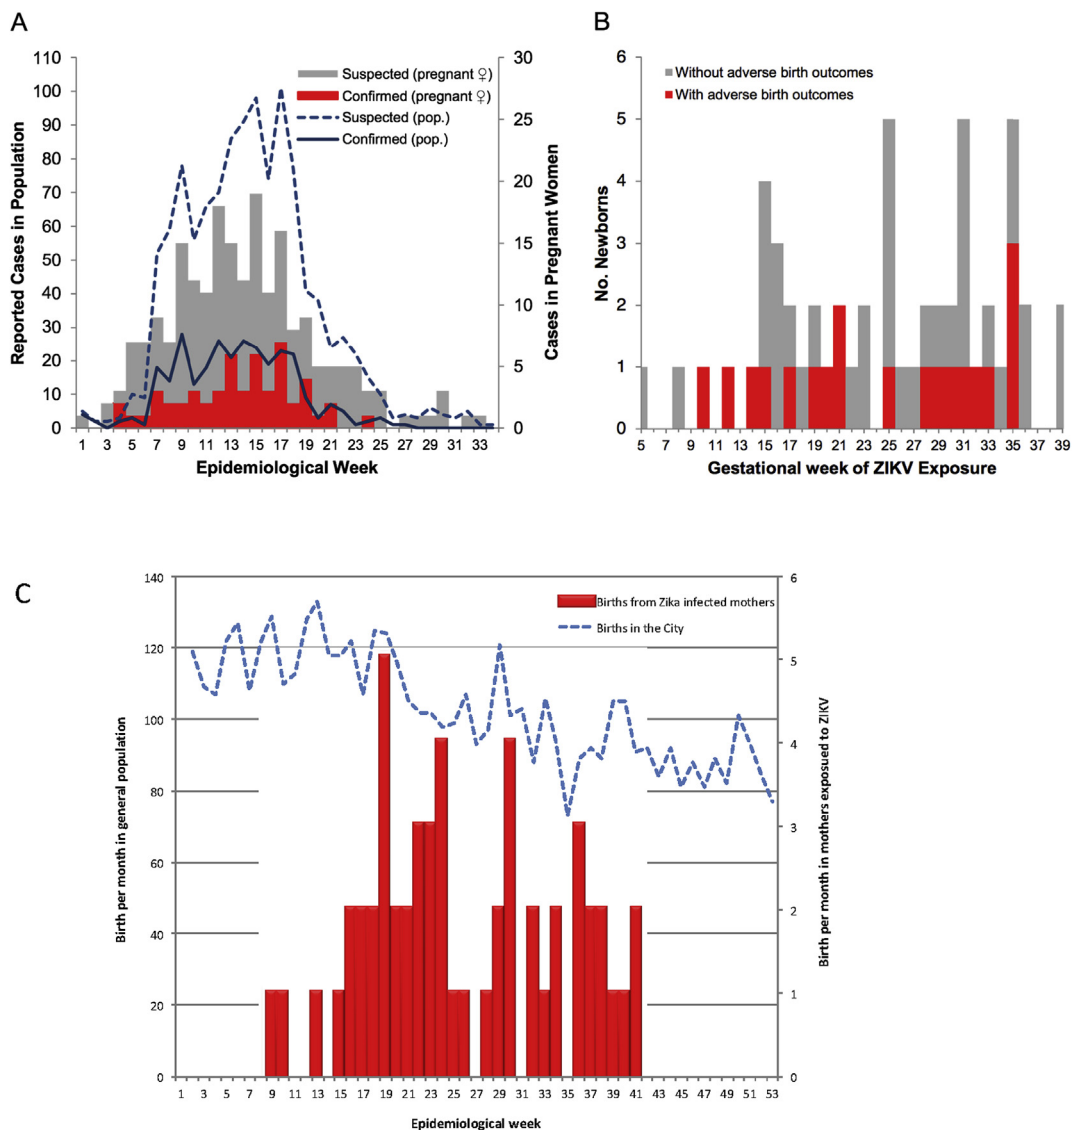 A
110
100
90
80
70
60
50
40
30
20
10
0
Reported Cases in Population
30
25
20
15
10
5
0
Cases in Pregnant Women
Suspected (pregnant ♀)
Confirmed (pregnant ♀)
Suspected (pop.)
Confirmed (pop.)
1 3 5 7 9 11 13 15 17 19 21 23 25 27 29 31 33
Epidemiological Week
B
6
5
4
3
2
1
0
No. Newborns
Without adverse birth outcomes
With adverse birth outcomes
5 7 9 11 13 15 17 19 21 23 25 27 29 31 33 35 37 39
Gestational week of ZIKV Exposure
C
140
120
100
80
60
40
20
0
Birth per month in general population
6
5
4
3
2
1
0
Birth per month in mothers exposued to ZIKV
Births from Zika infected mothers
Births in the City
1 3 5 7 9 11 13 15 17 19 21 23 25 27 29 31 33 35 37 39 41 43 45 47 49 51 53
Epidemiological week